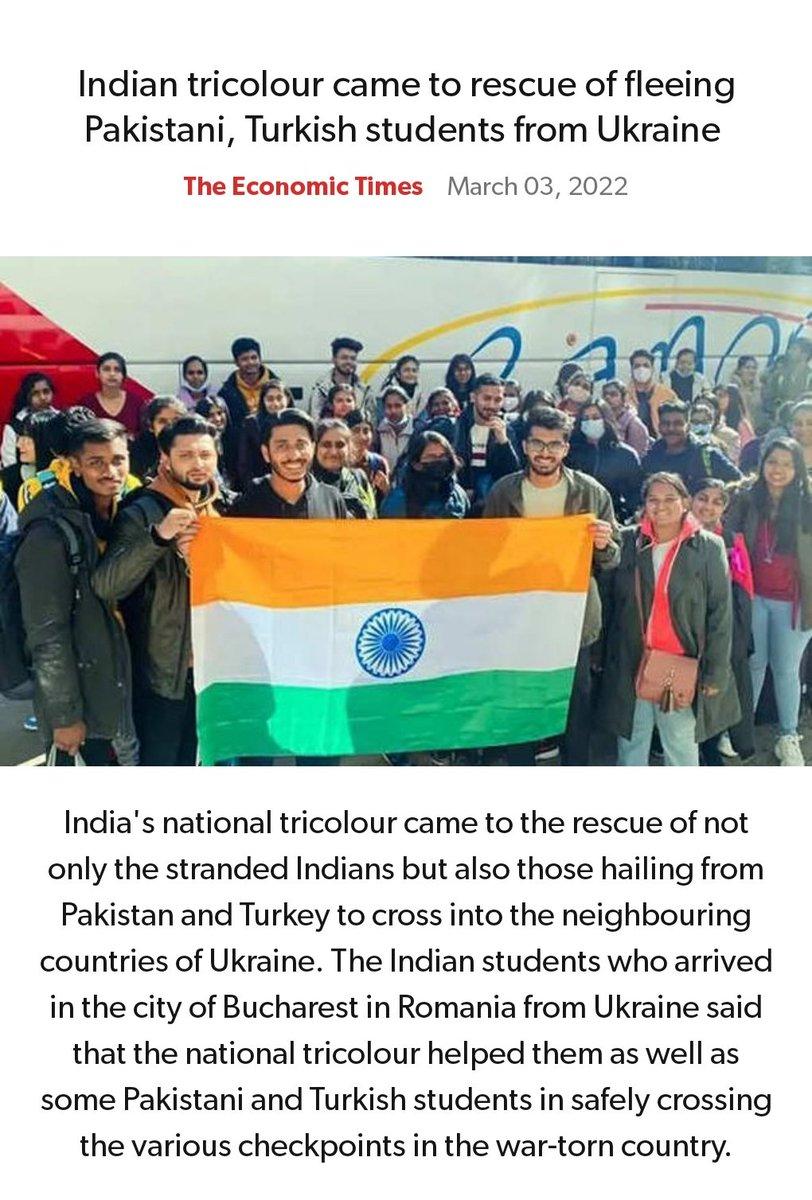 Indian tricolour came to rescue of fleeing
Pakistani, Turkish students from Ukraine
The Economic Times March 03, 2022
India's national tricolour came to the rescue of not
only the stranded Indians but also those hailing from
Pakistan and Turkey to cross into the neighbouring
countries of Ukraine. The Indian students who arrived
in the city of Bucharest in Romania from Ukraine said
that the national tricolour helped them as well as
some Pakistani and Turkish students in safely crossing
the various checkpoints in the war-torn country.